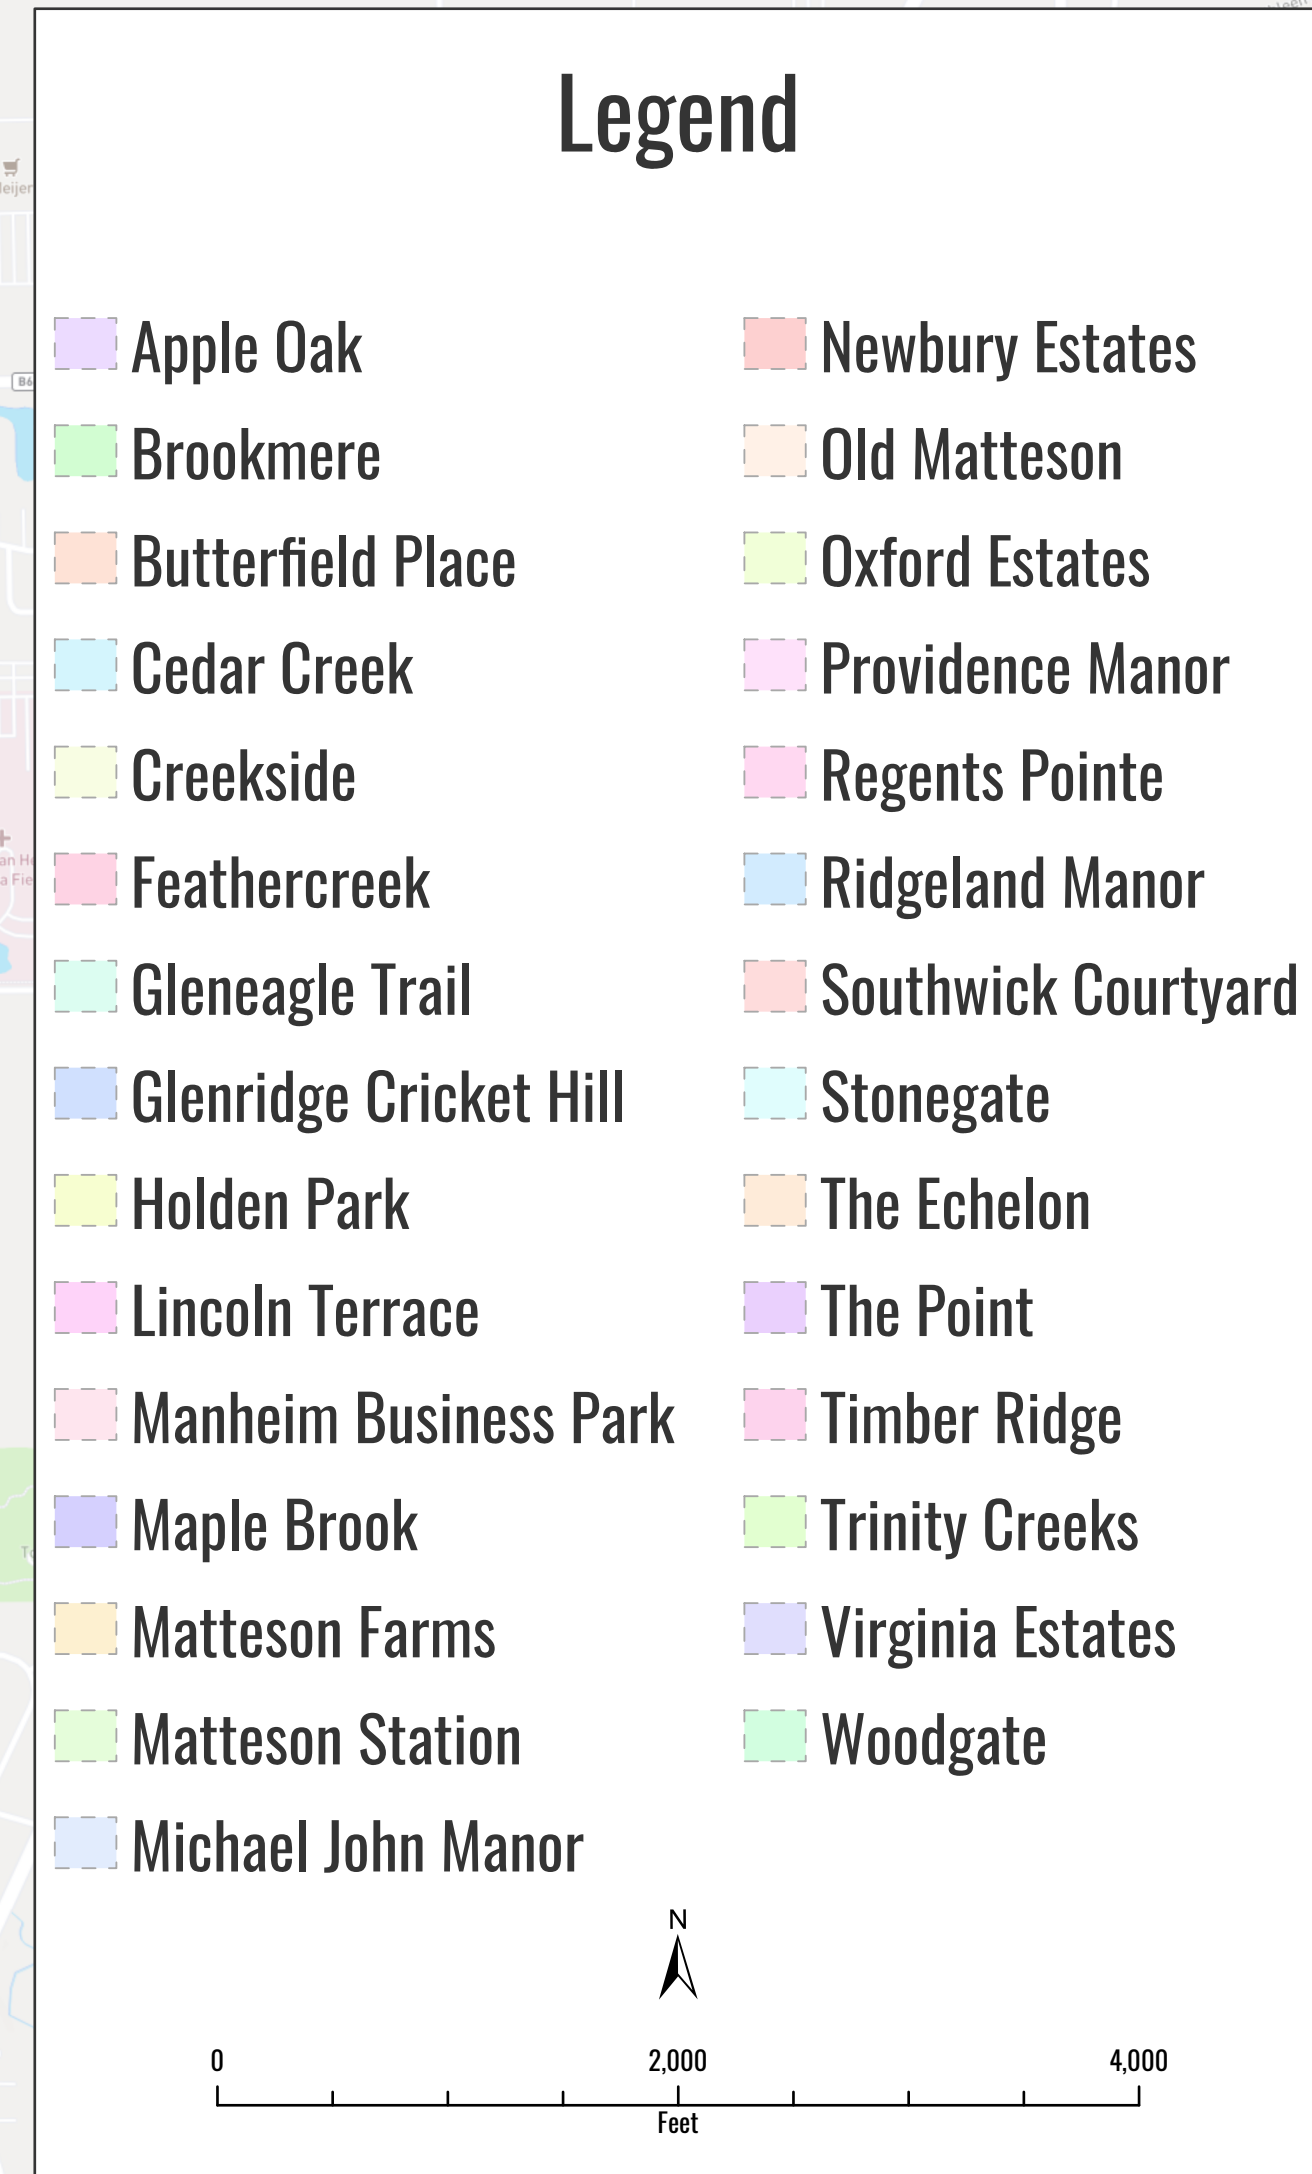 Legend
Apple Oak
Brookmere
Butterfield Place
Cedar Creek
Creekside
Feathercreek
Gleneagle Trail
Glenridge Cricket Hill
Holden Park
Lincoln Terrace
Manheim Business Park
Maple Brook
Matteson Farms
Matteson Station
Michael John Manor
Newbury Estates
Old Matteson
Oxford Estates
Providence Manor
Regents Pointe
Ridgeland Manor
Southwick Courtyard
Stonegate
The Echelon
The Point
Timber Ridge
Trinity Creeks
Virginia Estates
Woodgate
N
0 2,000 4,000
Feet